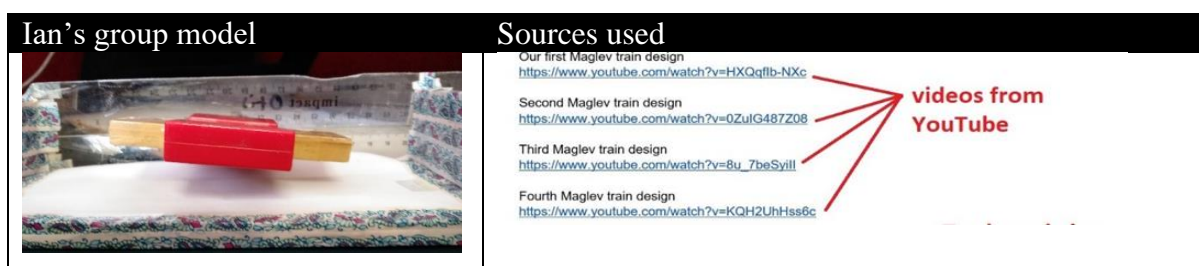 Ian's group model
Sources used
impact
Our first Maglev train design
https://www.youtube.com/watch?v=HXQqflb-NXc
Second Maglev train design
https://www.youtube.com/watch?v=0ZulG487Z08
Third Maglev train design
https://www.youtube.com/watch?v=8u_7beSyiII
Fourth Maglev train design
https://www.youtube.com/watch?v=KQH2UhHss6c
videos from
YouTube